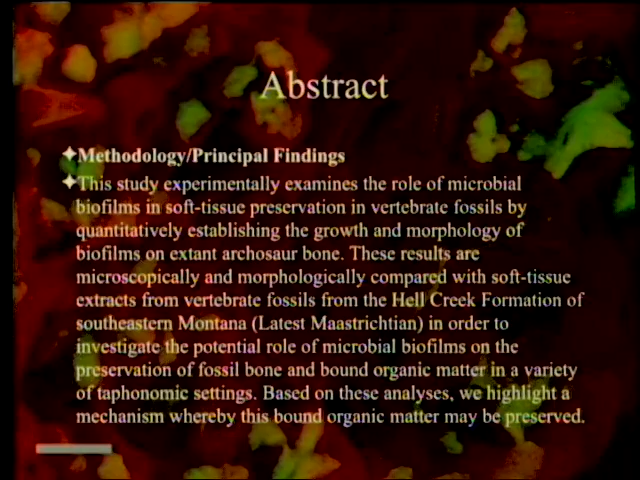 Abstract
✦Methodology/Principal Findings
✦This study experimentally examines the role of microbial
biofilms in soft-tissue preservation in vertebrate fossils by
quantitatively establishing the growth and morphology of
biofilms on extant archosaur bone. These results are
microscopically and morphologically compared with soft-tissue
extracts from vertebrate fossils from the Hell Creek Formation of
southeastern Montana (Latest Maastrichtian) in order to
investigate the potential role of microbial biofilms on the
preservation of fossil bone and bound organic matter in a variety
of taphonomic settings. Based on these analyses, we highlight a
mechanism whereby this bound organic matter may be preserved.